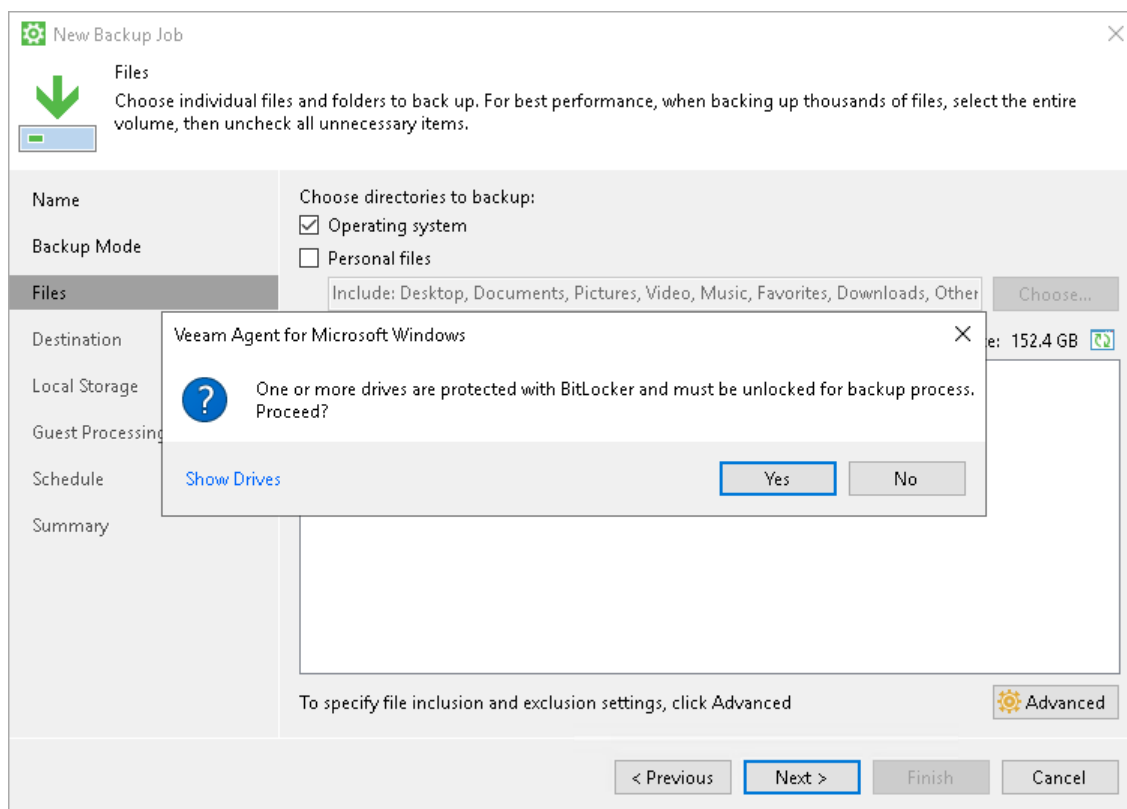 New Backup Job
Files
Choose individual files and folders to back up. For best performance, when backing up thousands of files, select the entire
volume, then uncheck all unnecessary items.
Name
Backup Mode
Files
Destination
Local Storage
Guest Processing
Schedule
Summary
Choose directories to backup:
Operating system
Personal files
Include: Desktop, Documents, Pictures, Video, Music, Favorites, Downloads, Other
Choose...
e: 152.4 GB
Veeam Agent for Microsoft Windows
One or more drives are protected with BitLocker and must be unlocked for backup process.
Proceed?
Show Drives
Yes
No
To specify file inclusion and exclusion settings, click Advanced
Advanced
< Previous
Next >
Finish
Cancel